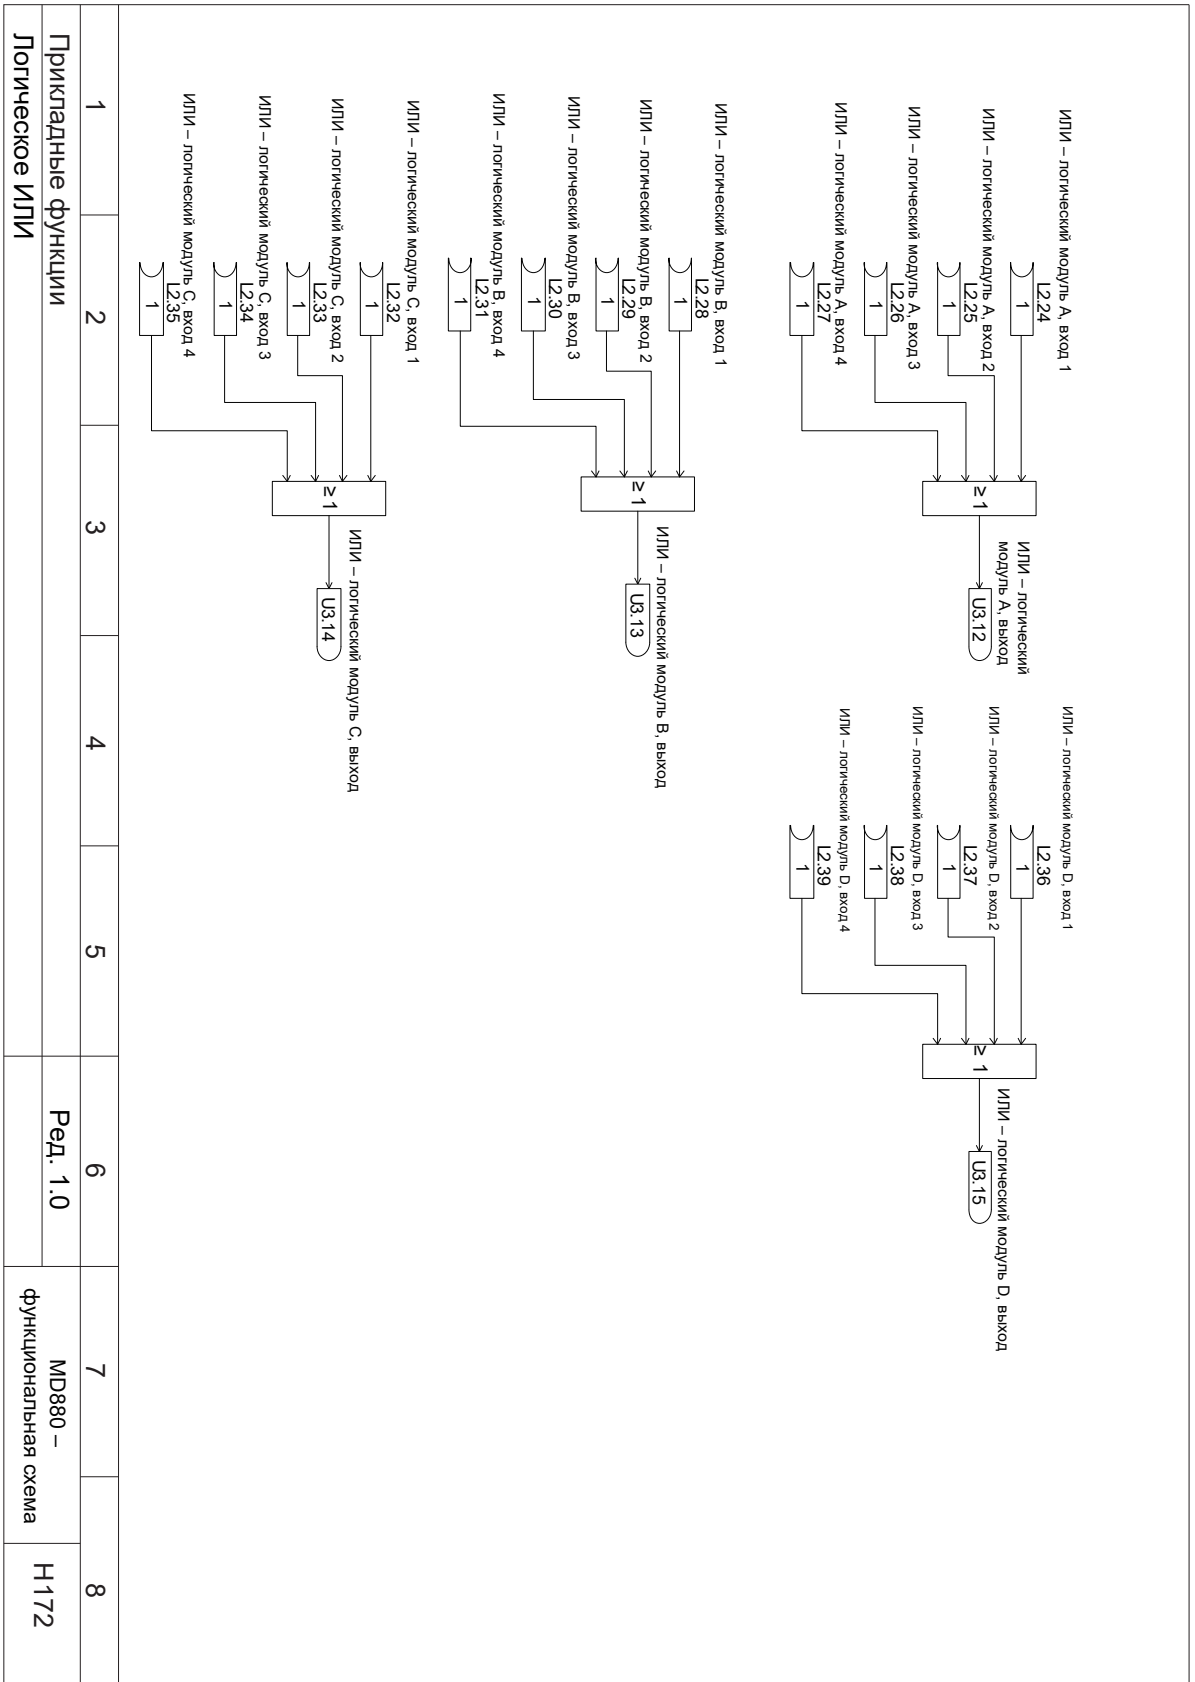 ИЛИ – логический модуль A, вход 1
L2.24
1
ИЛИ – логический модуль A, вход 2
L2.25
1
ИЛИ – логический модуль A, вход 3
L2.26
1
ИЛИ – логический модуль A, вход 4
L2.27
1
≥ 1
ИЛИ – логический
модуль A, выход
U3.12
ИЛИ – логический модуль D, вход 1
L2.36
1
ИЛИ – логический модуль D, вход 2
L2.37
1
ИЛИ – логический модуль D, вход 3
L2.38
1
ИЛИ – логический модуль D, вход 4
L2.39
1
≥ 1
ИЛИ – логический модуль D, выход
U3.15
ИЛИ – логический модуль B, вход 1
L2.28
1
ИЛИ – логический модуль B, вход 2
L2.29
1
ИЛИ – логический модуль B, вход 3
L2.30
1
ИЛИ – логический модуль B, вход 4
L2.31
1
≥ 1
ИЛИ – логический модуль B, выход
U3.13
ИЛИ – логический модуль C, вход 1
L2.32
1
ИЛИ – логический модуль C, вход 2
L2.33
1
ИЛИ – логический модуль C, вход 3
L2.34
1
ИЛИ – логический модуль C, вход 4
L2.35
1
≥ 1
ИЛИ – логический модуль C, выход
U3.14
1 2 3 4 5 6 7 8
Прикладные функции
Логическое ИЛИ
Ред. 1.0
MD880 –
функциональная схема
H172